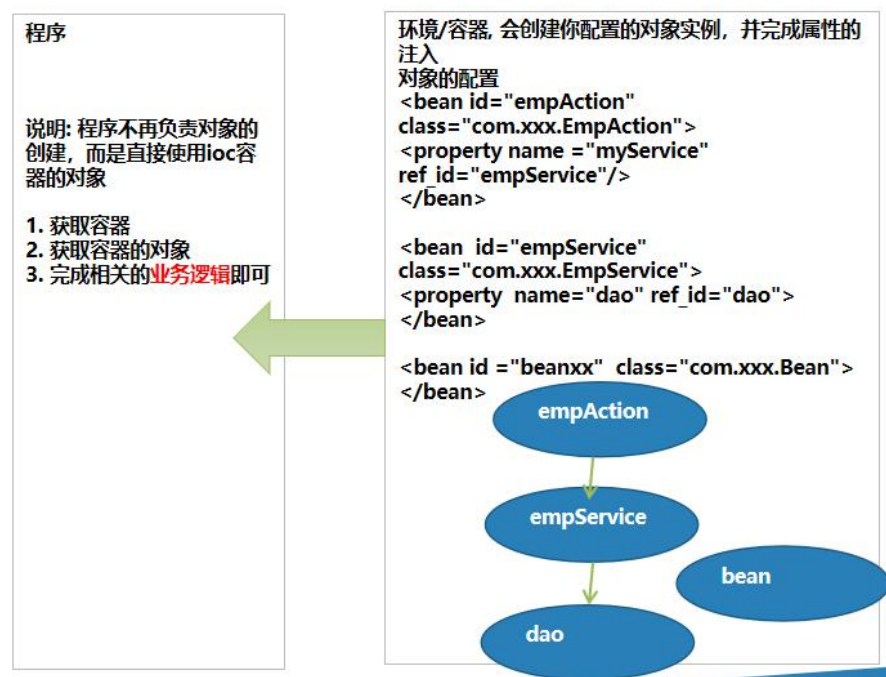 程序
说明: 程序不再负责对象的
创建，而是直接使用ioc容
器的对象
1. 获取容器
2. 获取容器的对象
3. 完成相关的业务逻辑即可
环境/容器, 会创建你配置的对象实例，并完成属性的
注入
对象的配置
<bean id="empAction"
class="com.xxx.EmpAction">
<property name ="myService"
ref_id="empService"/>
</bean>
<bean id="empService"
class="com.xxx.EmpService">
<property name="dao" ref_id="dao">
</bean>
<bean id ="beanxx" class="com.xxx.Bean">
</bean>
empAction
empService
bean
dao